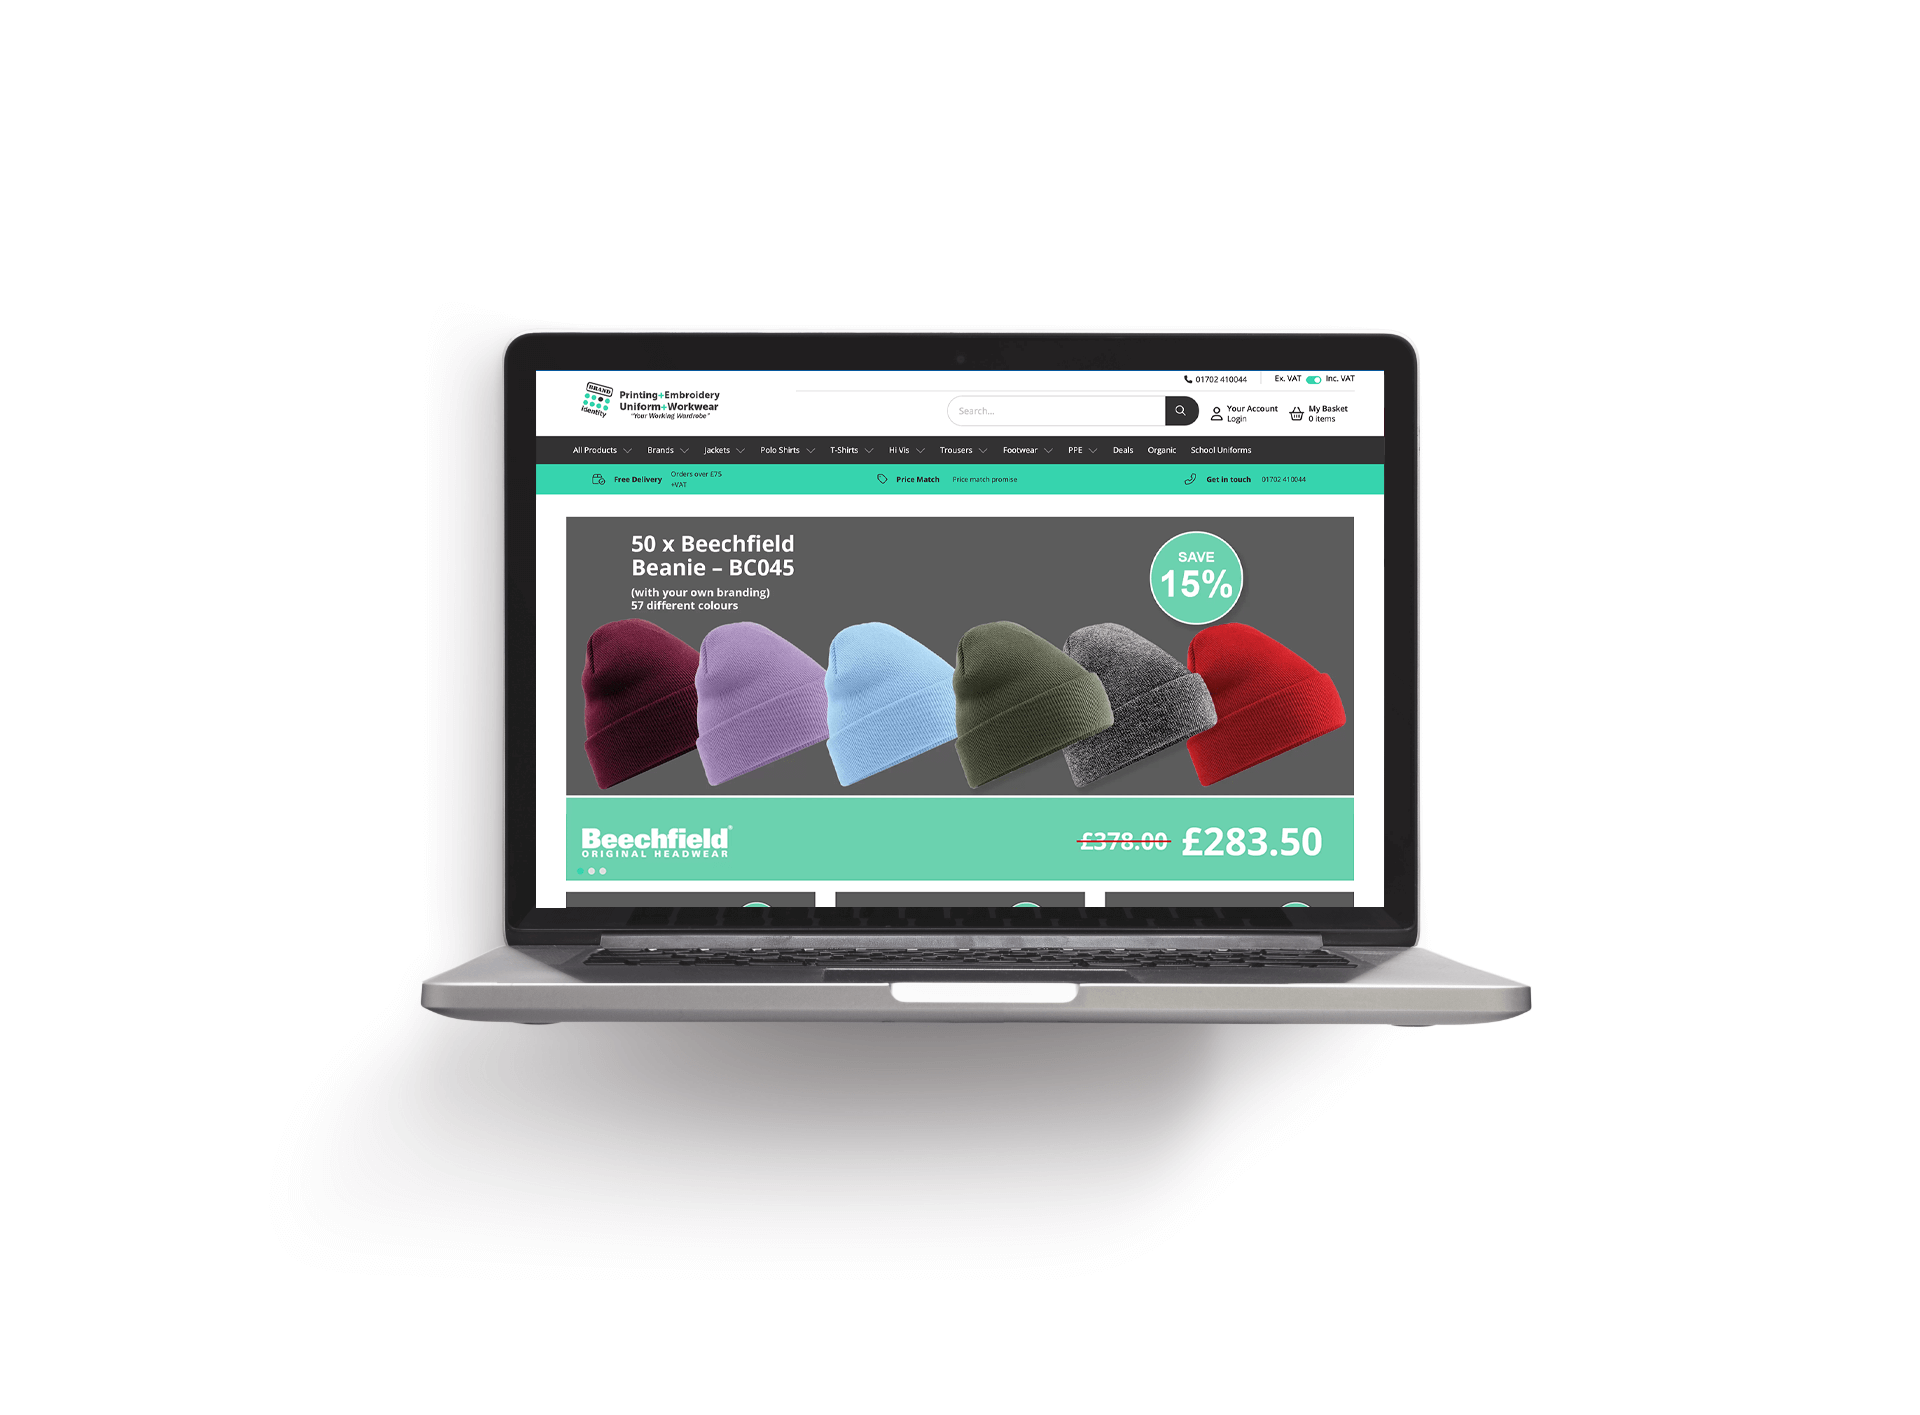 01702 410044
Ex. VAT
Inc. VAT
BRAND
identity
Printing+Embroidery
Uniform+Workwear
"Your Working Wardrobe"
Search...
Your Account
Login
My Basket
0 items
All Products
Brands
Jackets
Polo Shirts
T-Shirts
Hi Vis
Trousers
Footwear
PPE
Deals
Organic
School Uniforms
Free Delivery
Orders over £75
+VAT
Price Match
Price match promise
Get in touch
01702 410044
50 x Beechfield
Beanie – BC045
(with your own branding)
57 different colours
SAVE
15%
Beechfield®
ORIGINAL HEADWEAR
£378.00 £283.50